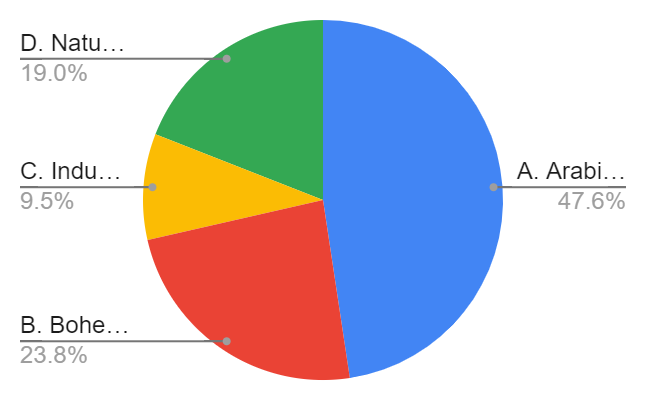 D. Natu…
19.0%
C. Indu…
9.5%
A. Arabi…
47.6%
B. Bohe…
23.8%